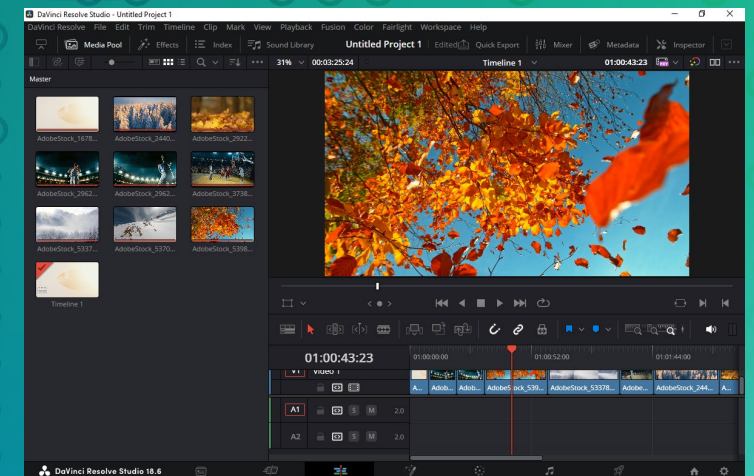 DaVinci Resolve Studio - Untitled Project 1
DaVinci Resolve File Edit Trim Timeline Clip Mark View Playback Fusion Color Fairlight Workspace Help
Media Pool Effects Index Sound Library Untitled Project 1 Edited Quick Export Mixer Metadata Inspector
31% 00:03:25:24 Timeline 1 01:00:43:23
Master
AdobeStock_1678... AdobeStock_2440... AdobeStock_2922...
AdobeStock_2962... AdobeStock_2962... AdobeStock_3738...
AdobeStock_5337... AdobeStock_5370... AdobeStock_5398...
Timeline 1
01:00:43:23 01:00:00:00 01:00:52:00 01:01:44:00
V1 Video 1
A... Adob... Adob... AdobeStock_539... AdobeStock_53378... Adobe... AdobeStock_244... A...
A1 S M 2.0
A2 S M 2.0
DaVinci Resolve Studio 18.6